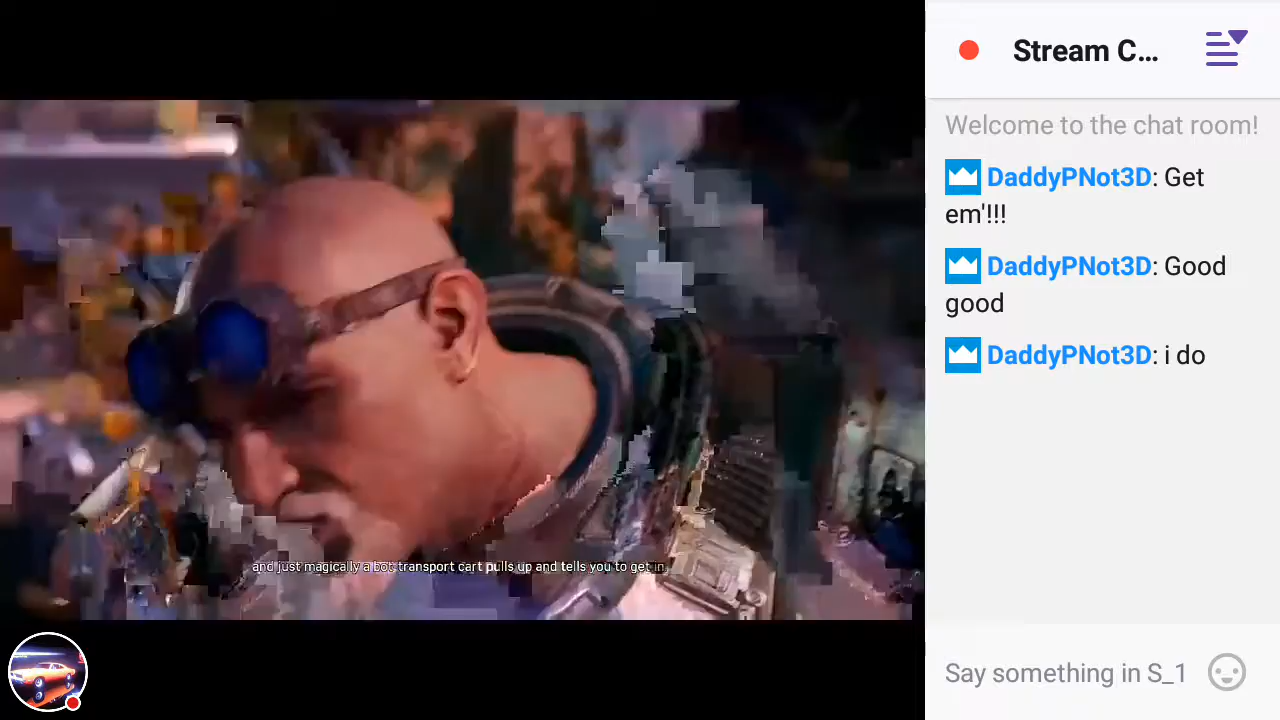 Stream C...
Welcome to the chat room!
DaddyPNot3D: Get
em'!!!
DaddyPNot3D: Good
good
DaddyPNot3D: i do
and just magically a bot transport cart pulls up and tells you to get in
Say something in S_1